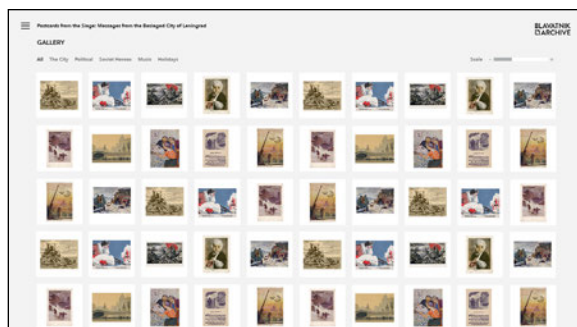 Postcards from the Siege: Messages from the Besieged City of Leningrad
BLAVATNIK
ARCHIVE
GALLERY
All The City Political Soviet Heroes Music Holidays
Scale - +